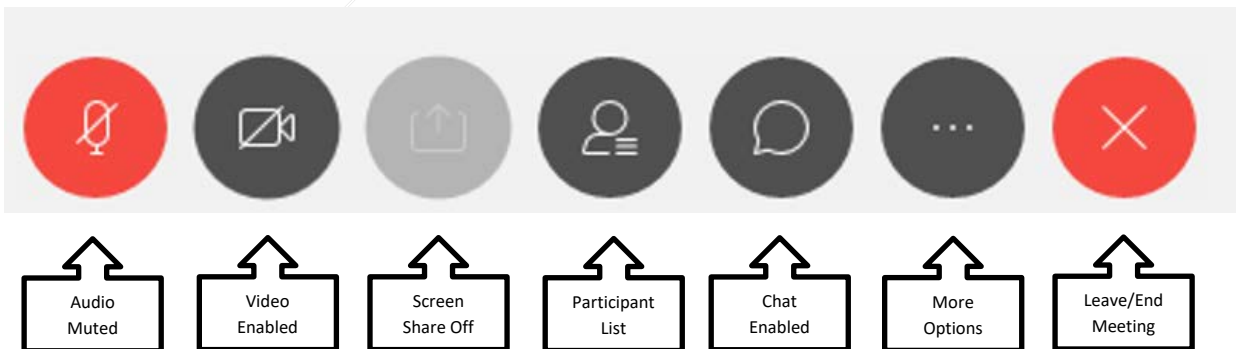 Audio
Muted
Video
Enabled
Screen
Share Off
Participant
List
Chat
Enabled
More
Options
Leave/End
Meeting